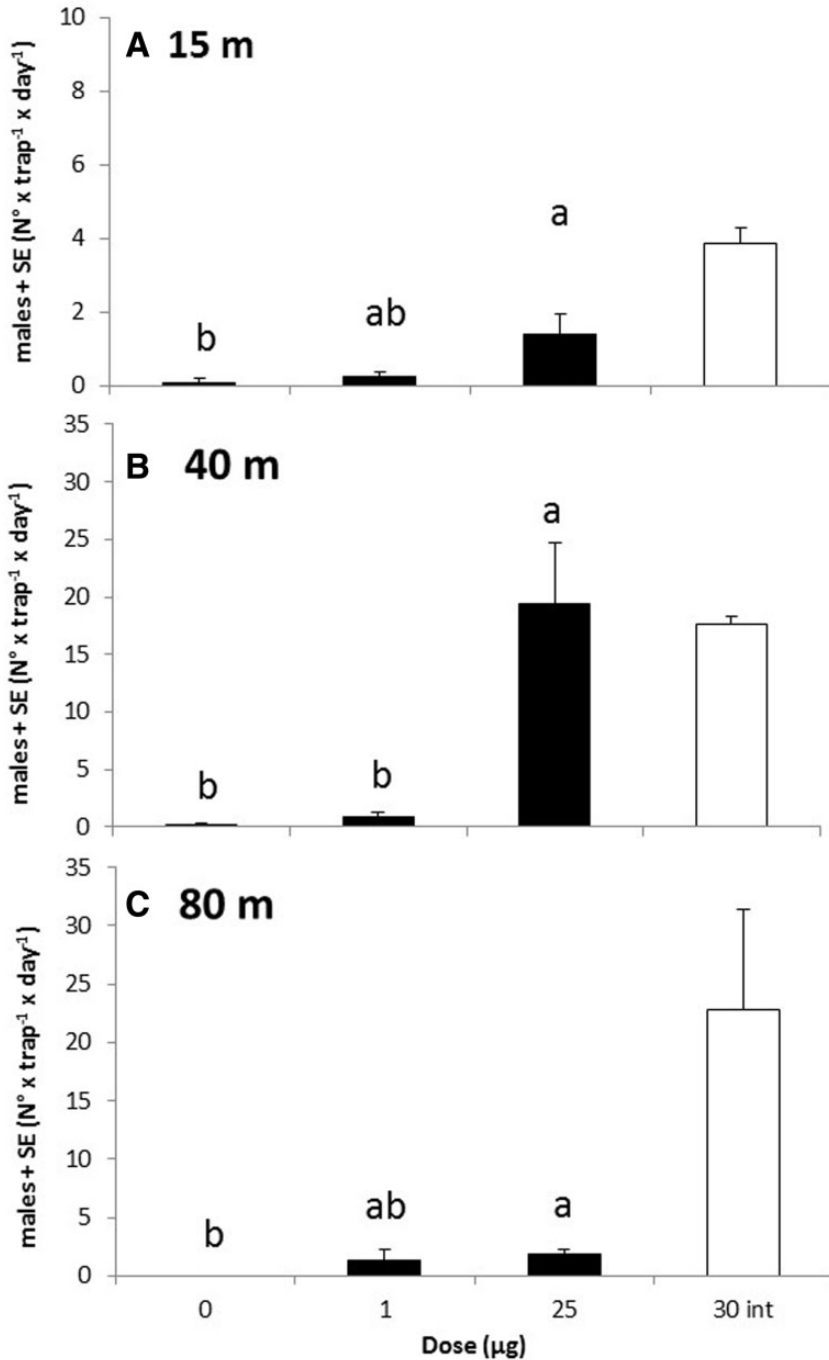 A 15 m
males + SE (N° x trap⁻¹ x day⁻¹)
10
8
6
4
2
0
b
ab
a
B 40 m
males + SE (N° x trap⁻¹ x day⁻¹)
35
30
25
20
15
10
5
0
b
b
a
C 80 m
males + SE (N° x trap⁻¹ x day⁻¹)
35
30
25
20
15
10
5
0
b
ab
a
0 1 25 30 int
Dose (µg)